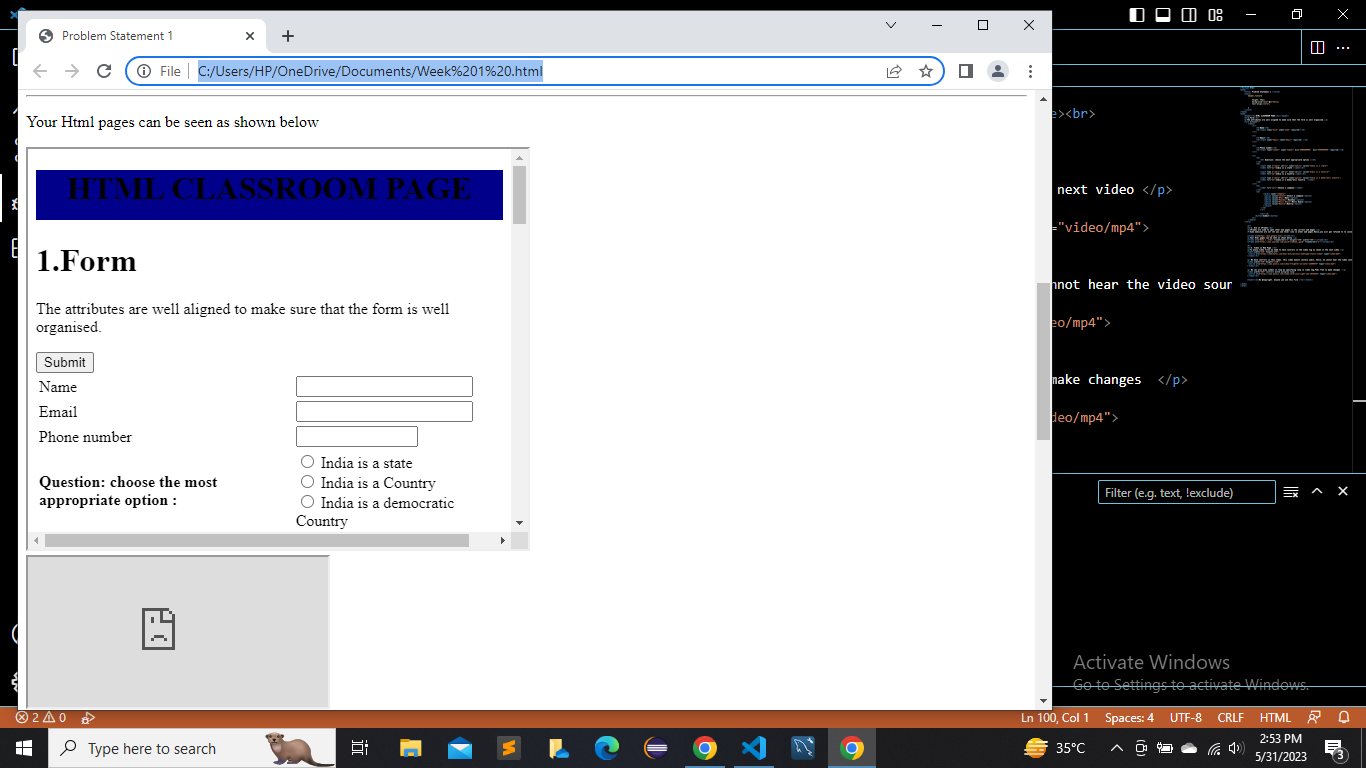 Problem Statement 1
File
C:/Users/HP/OneDrive/Documents/Week%201%20.html
Your Html pages can be seen as shown below
HTML CLASSROOM PAGE
1.Form
The attributes are well aligned to make sure that the form is well
organised.
Submit
Name
Email
Phone number
Question: choose the most
appropriate option :
India is a state
India is a Country
India is a democratic
Country
e><br>
next video </p>
="video/mp4">
nnot hear the video sour
eo/mp4">
make changes </p>
deo/mp4">
Filter (e.g. text, !exclude)
Activate Windows
Go to Settings to activate Windows.
2 0
Ln 100, Col 1 Spaces: 4 UTF-8 CRLF HTML
Type here to search
35°C
2:53 PM
5/31/2023
3